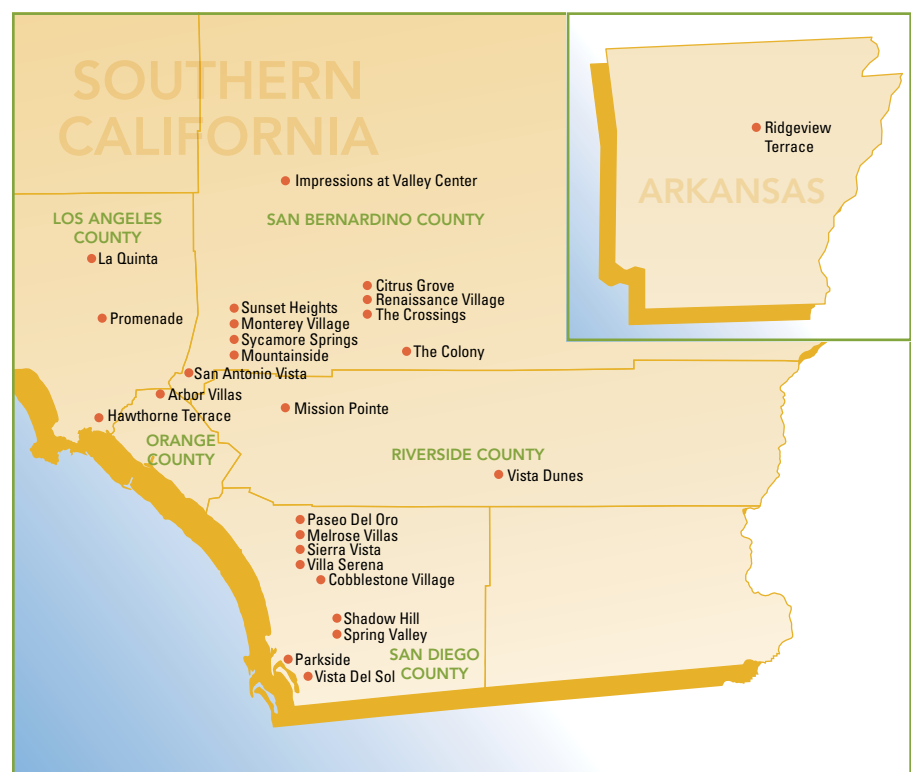 SOUTHERN
CALIFORNIA
Ridgeview
Terrace
ARKANSAS
Impressions at Valley Center
LOS ANGELES
COUNTY
SAN BERNARDINO COUNTY
La Quinta
Promenade
Citrus Grove
Renaissance Village
The Crossings
Sunset Heights
Monterey Village
Sycamore Springs
Mountainside
The Colony
San Antonio Vista
Arbor Villas
Hawthorne Terrace
Mission Pointe
ORANGE
COUNTY
RIVERSIDE COUNTY
Vista Dunes
Paseo Del Oro
Melrose Villas
Sierra Vista
Villa Serena
Cobblestone Village
Shadow Hill
Spring Valley
Parkside
Vista Del Sol
SAN DIEGO
COUNTY